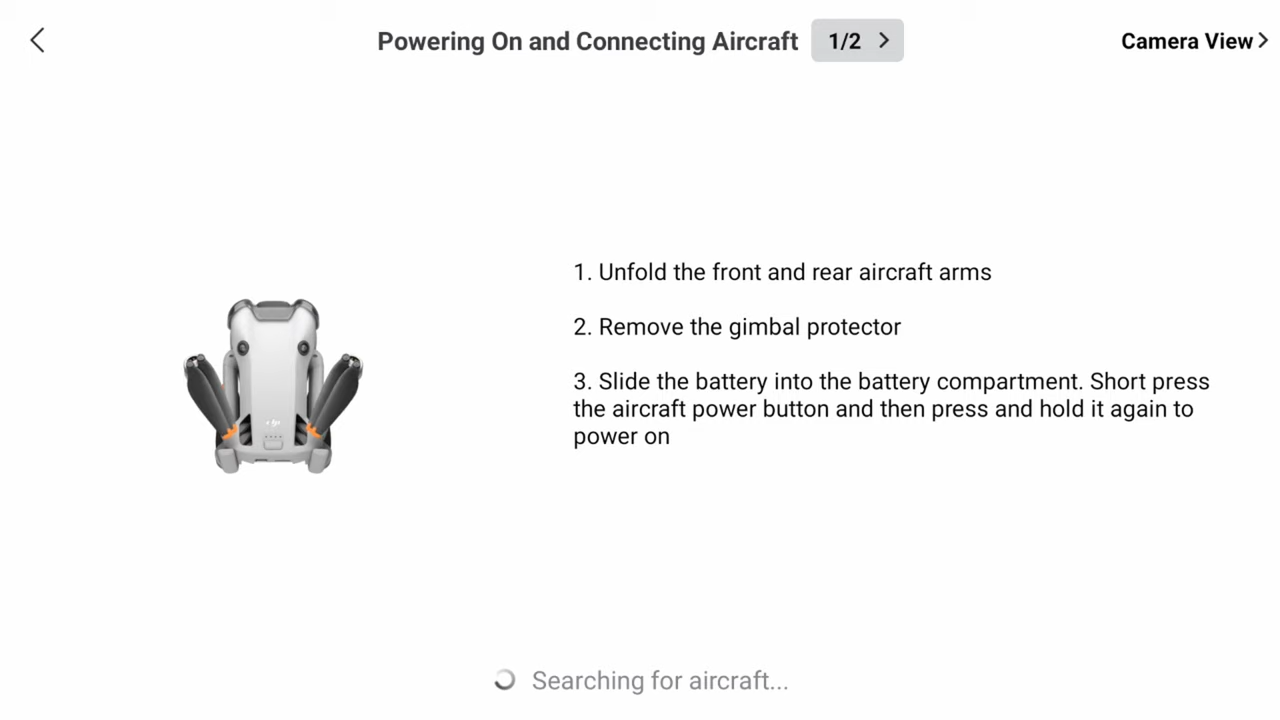 Powering On and Connecting Aircraft 1/2 Camera View
1. Unfold the front and rear aircraft arms
2. Remove the gimbal protector
3. Slide the battery into the battery compartment. Short press
the aircraft power button and then press and hold it again to
power on
dji
Searching for aircraft...